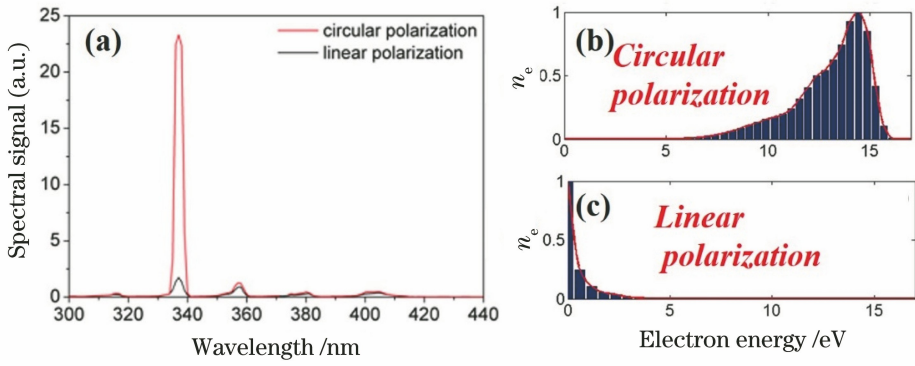 25
20
15
10
5
0
Spectral signal (a.u.)
(a)
circular polarization
linear polarization
300 320 340 360 380 400 420 440
Wavelength /nm
1
0.5
0
nₑ
(b)
Circular
polarization
0 5 10 15
1
0.5
0
nₑ
(c)
Linear
polarization
0 5 10 15
Electron energy /eV